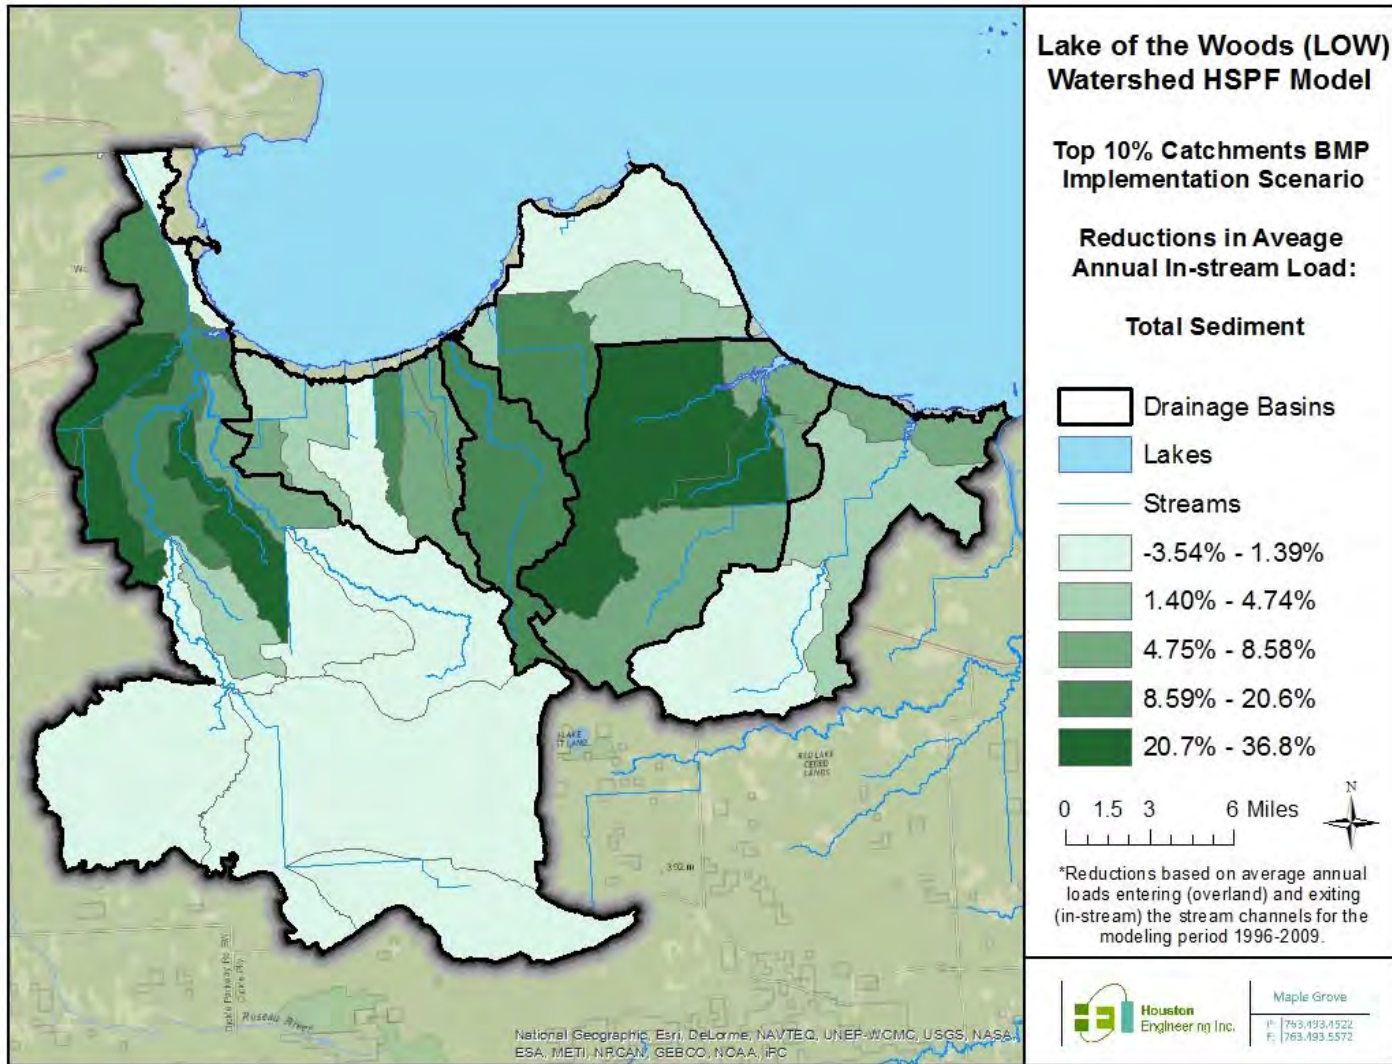 Lake of the Woods (LOW)
Watershed HSPF Model
Top 10% Catchments BMP
Implementation Scenario
Reductions in Aveage
Annual In-stream Load:
Total Sediment
Drainage Basins
Lakes
Streams
-3.54% - 1.39%
1.40% - 4.74%
4.75% - 8.58%
8.59% - 20.6%
20.7% - 36.8%
0 1.5 3 6 Miles
N
*Reductions based on average annual
loads entering (overland) and exiting
(in-stream) the stream channels for the
modeling period 1996-2009.
Houston
Engineering Inc.
Maple Grove
P: 763.493.4522
F: 763.493.5572
RED LAKE
CEDED
LANDS
392 m
Roseau River
National Geographic, Esri, DeLorme, NAVTEQ, UNEP-WCMC, USGS, NASA,
ESA, METI, NRCAN, GEBCO, NOAA, iPC